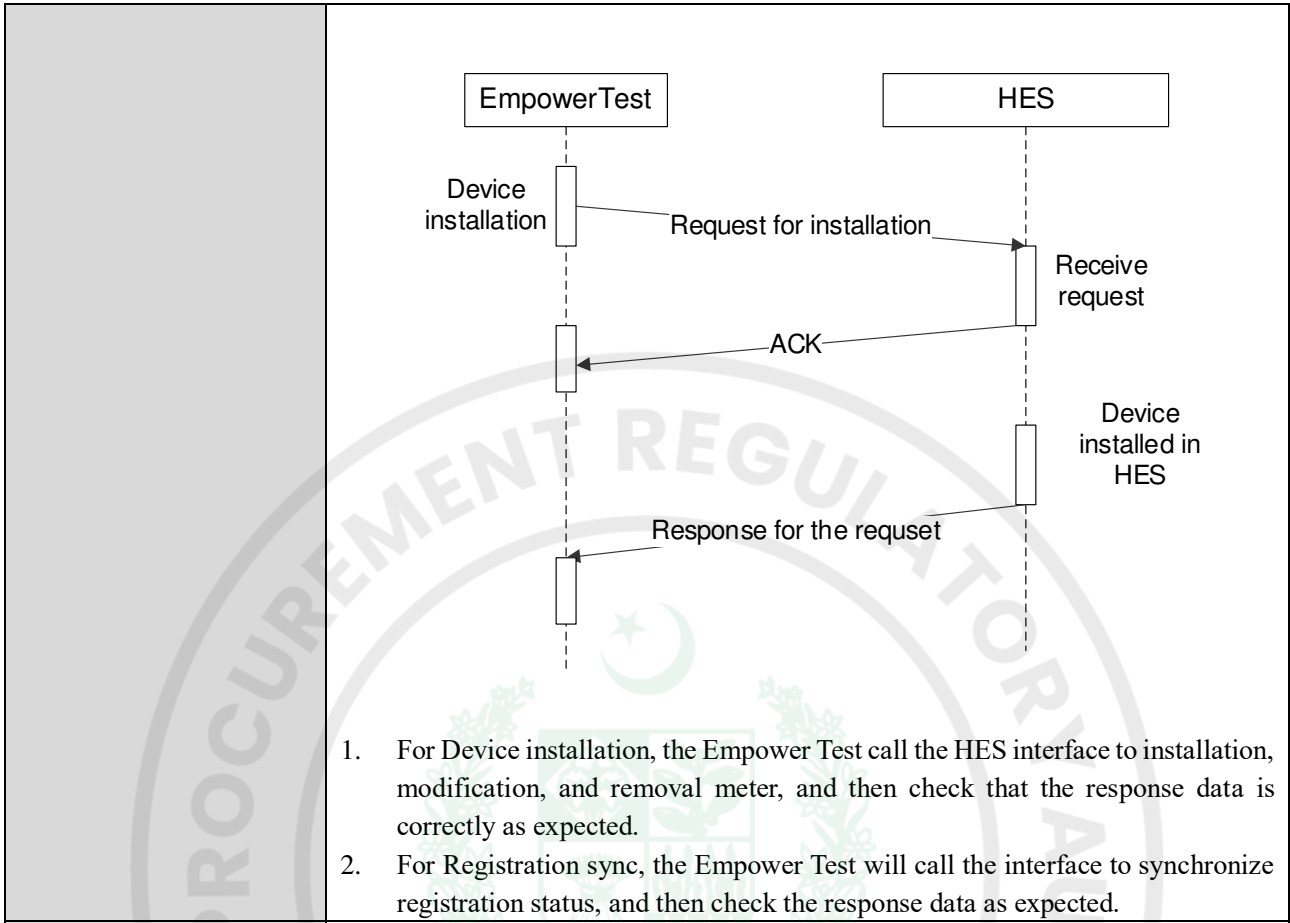 EmpowerTest
HES
Device
installation
Request for installation
Receive
request
ACK
Device
installed in
HES
Response for the requset
PROCUREMENT REGULATORY AU
1. For Device installation, the Empower Test call the HES interface to installation,
modification, and removal meter, and then check that the response data is
correctly as expected.
2. For Registration sync, the Empower Test will call the interface to synchronize
registration status, and then check the response data as expected.